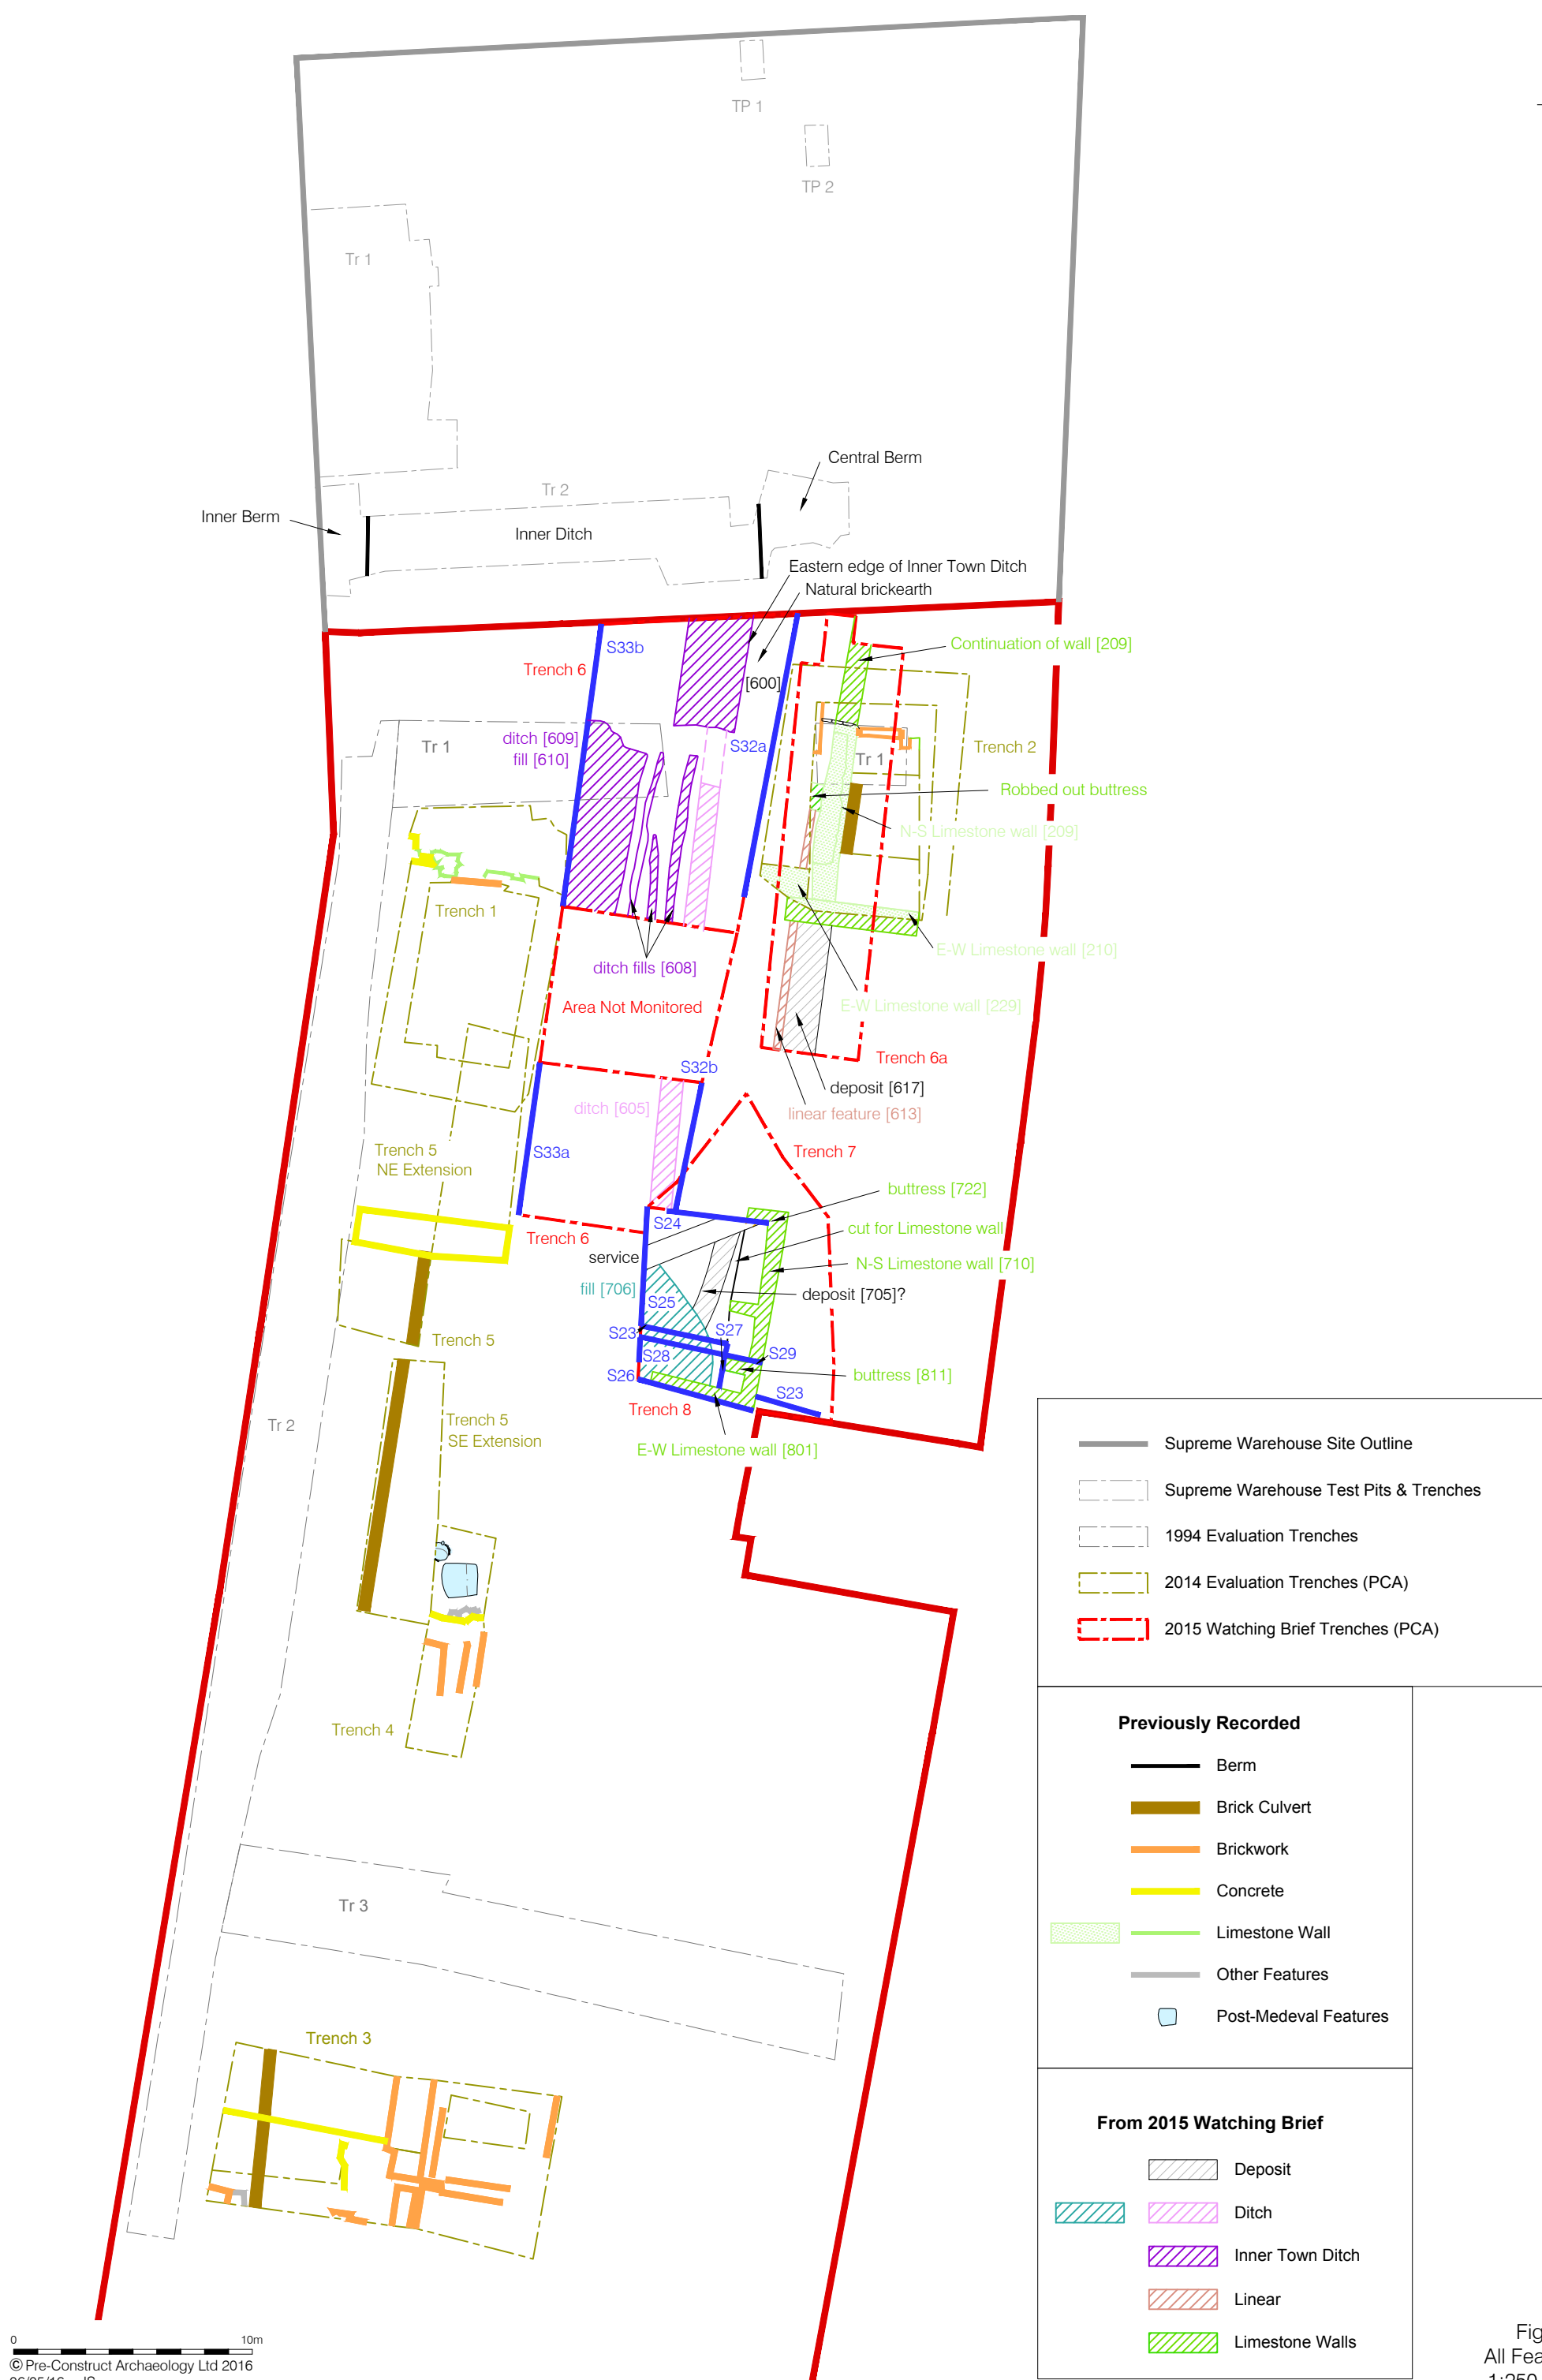 TP 1
TP 2
Tr 1
Central Berm
Tr 2
Inner Berm
Inner Ditch
Eastern edge of Inner Town Ditch
Natural brickearth
S33b
Continuation of wall [209]
Trench 6
[600]
ditch [609]
fill [610]
Tr 1
S32a
Trench 2
Tr 1
Robbed out buttress
N-S Limestone wall [209]
Trench 1
E-W Limestone wall [210]
ditch fills [608]
Area Not Monitored
E-W Limestone wall [229]
Trench 6a
S32b
deposit [617]
ditch [605]
linear feature [613]
Trench 5
NE Extension
S33a
Trench 7
buttress [722]
S24
cut for Limestone wall
Trench 6
service
N-S Limestone wall [710]
fill [706]
deposit [705]?
S25
S27
S23
S28
S29
S26
buttress [811]
S23
Trench 5
Trench 8
Trench 5
SE Extension
Tr 2
E-W Limestone wall [801]
Supreme Warehouse Site Outline
Supreme Warehouse Test Pits & Trenches
1994 Evaluation Trenches
2014 Evaluation Trenches (PCA)
2015 Watching Brief Trenches (PCA)
Trench 4
Previously Recorded
Berm
Brick Culvert
Brickwork
Concrete
Limestone Wall
Other Features
Post-Medeval Features
Tr 3
Trench 3
From 2015 Watching Brief
Deposit
Ditch
Inner Town Ditch
Linear
Limestone Walls
0 10m
© Pre-Construct Archaeology Ltd 2016
Fig
All Fea
1:250